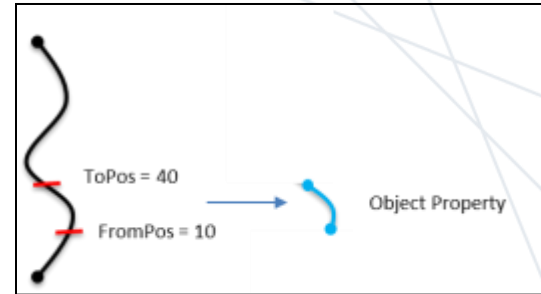 ToPos = 40
Object Property
FromPos = 10